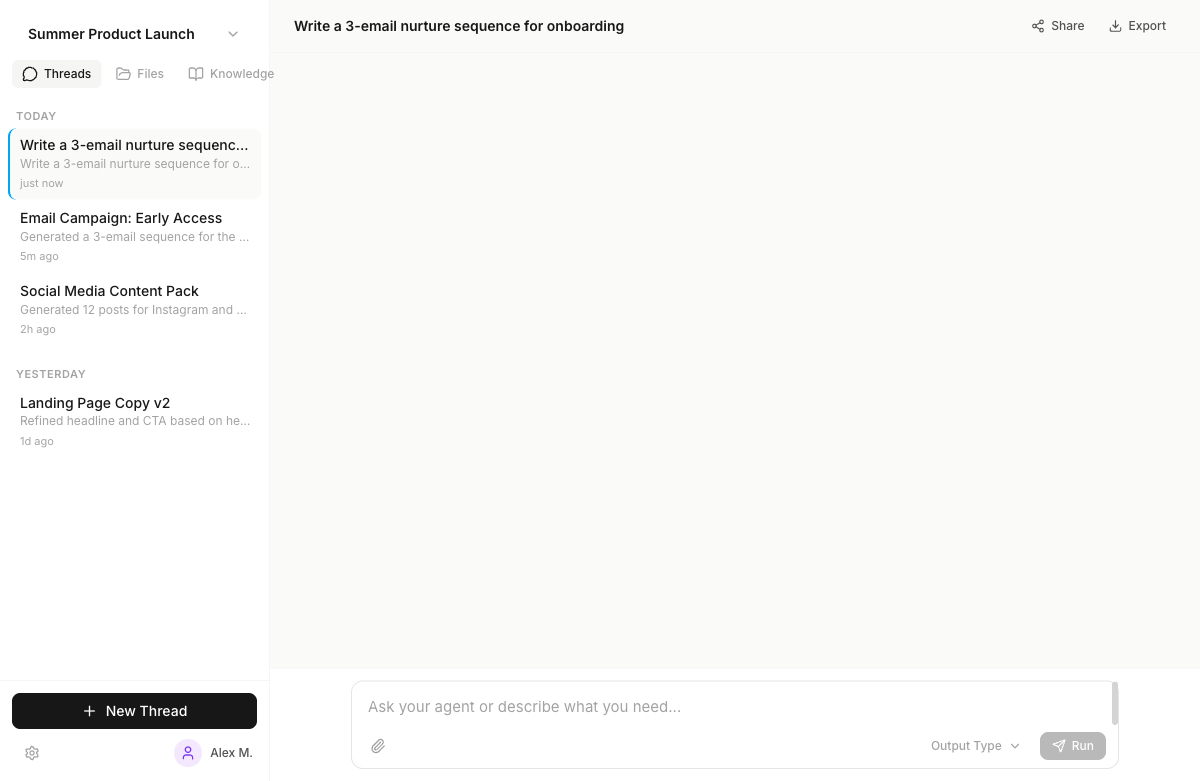 Summer Product Launch
Threads
Files
Knowledge
TODAY
Write a 3-email nurture sequenc...
Write a 3-email nurture sequence for o...
just now
Email Campaign: Early Access
Generated a 3-email sequence for the ...
5m ago
Social Media Content Pack
Generated 12 posts for Instagram and ...
2h ago
YESTERDAY
Landing Page Copy v2
Refined headline and CTA based on he...
1d ago
New Thread
Alex M.
Write a 3-email nurture sequence for onboarding
Share
Export
Ask your agent or describe what you need...
Output Type
Run